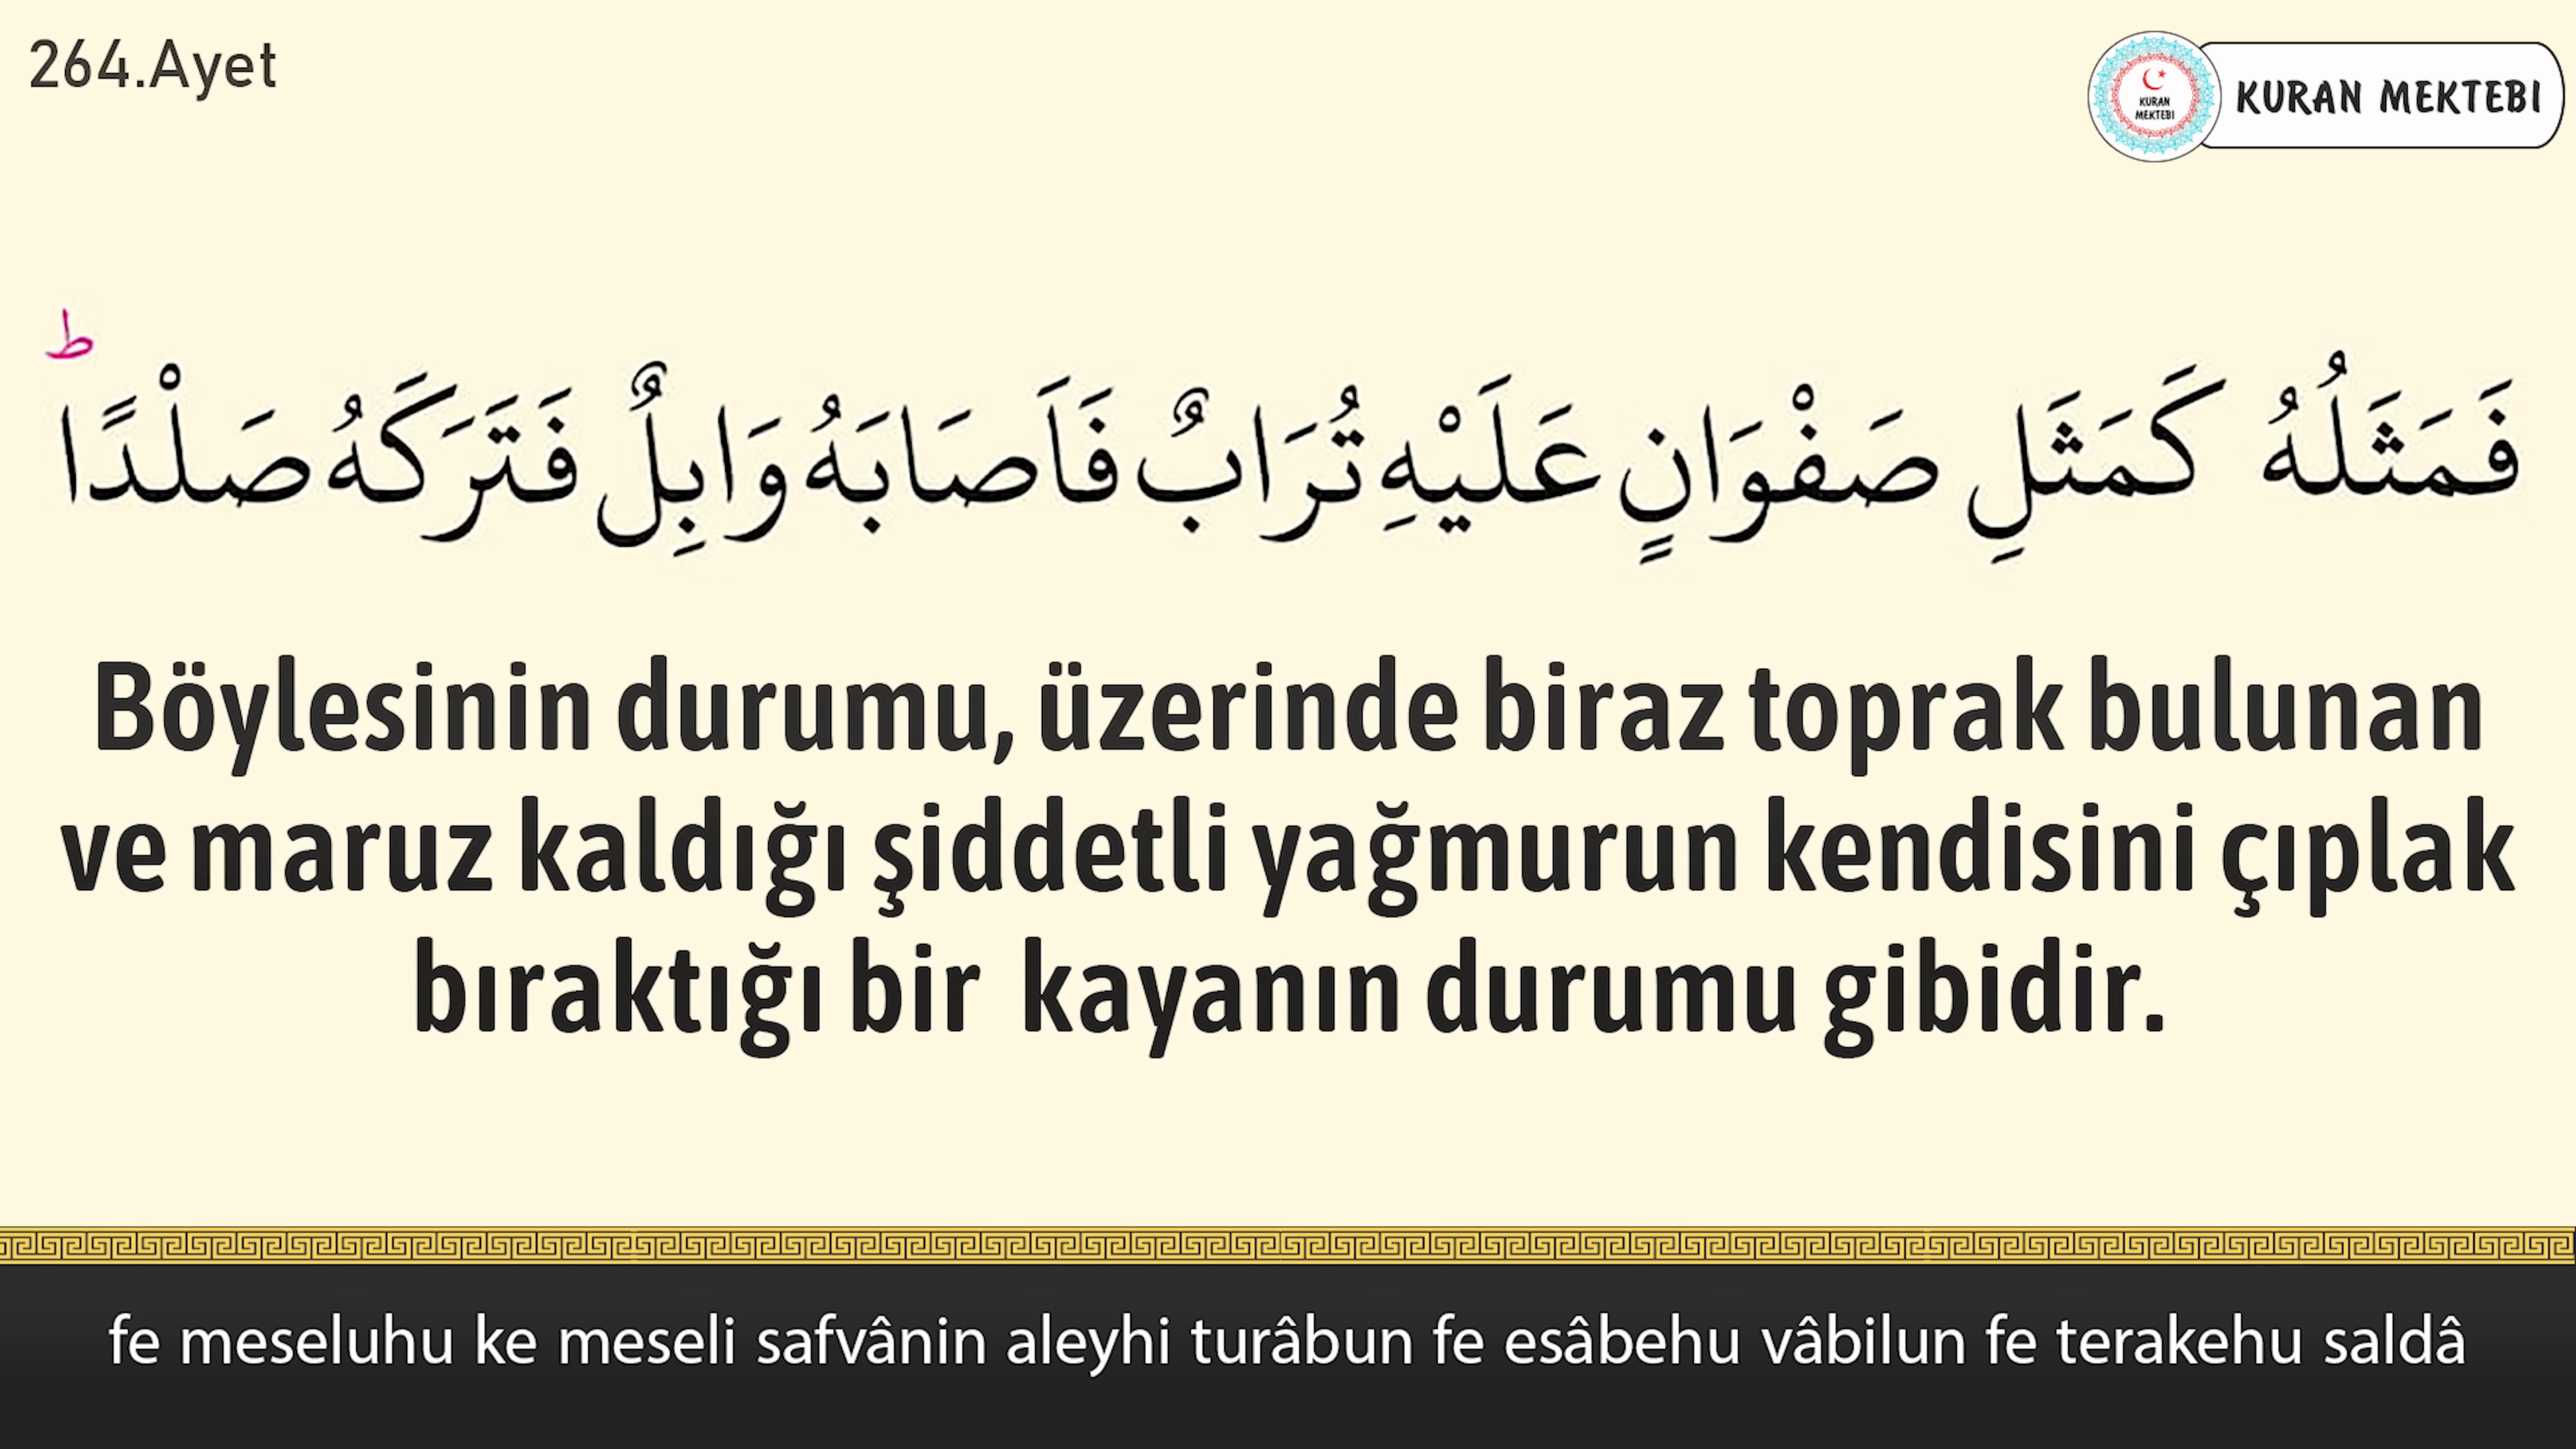 264.Ayet
KURAN MEKTEBI
KURAN MEKTEBI
ط
فَمَثَلُهُ كَمَثَلِ صَفْوَانٍ عَلَيْهِ تُرَابٌ فَاَصَابَهُ وَابِلٌ فَتَرَكَهُ صَلْدًا
Böylesinin durumu, üzerinde biraz toprak bulunan
ve maruz kaldığı şiddetli yağmurun kendisini çıplak
bıraktığı bir kayanın durumu gibidir.
fe meseluhu ke meseli safvânin aleyhi turâbun fe esâbehu vâbilun fe terakehu saldâ